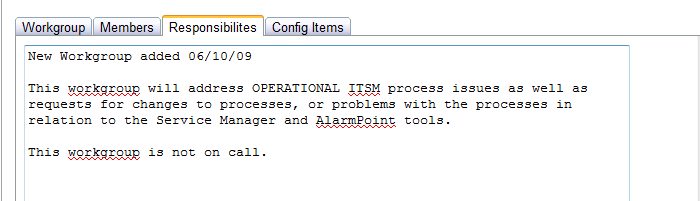 Workgroup Members Responsibilites Config Items
New Workgroup added 06/10/09
This workgroup will address OPERATIONAL ITSM process issues as well as
requests for changes to processes, or problems with the processes in
relation to the Service Manager and AlarmPoint tools.
This workgroup is not on call.